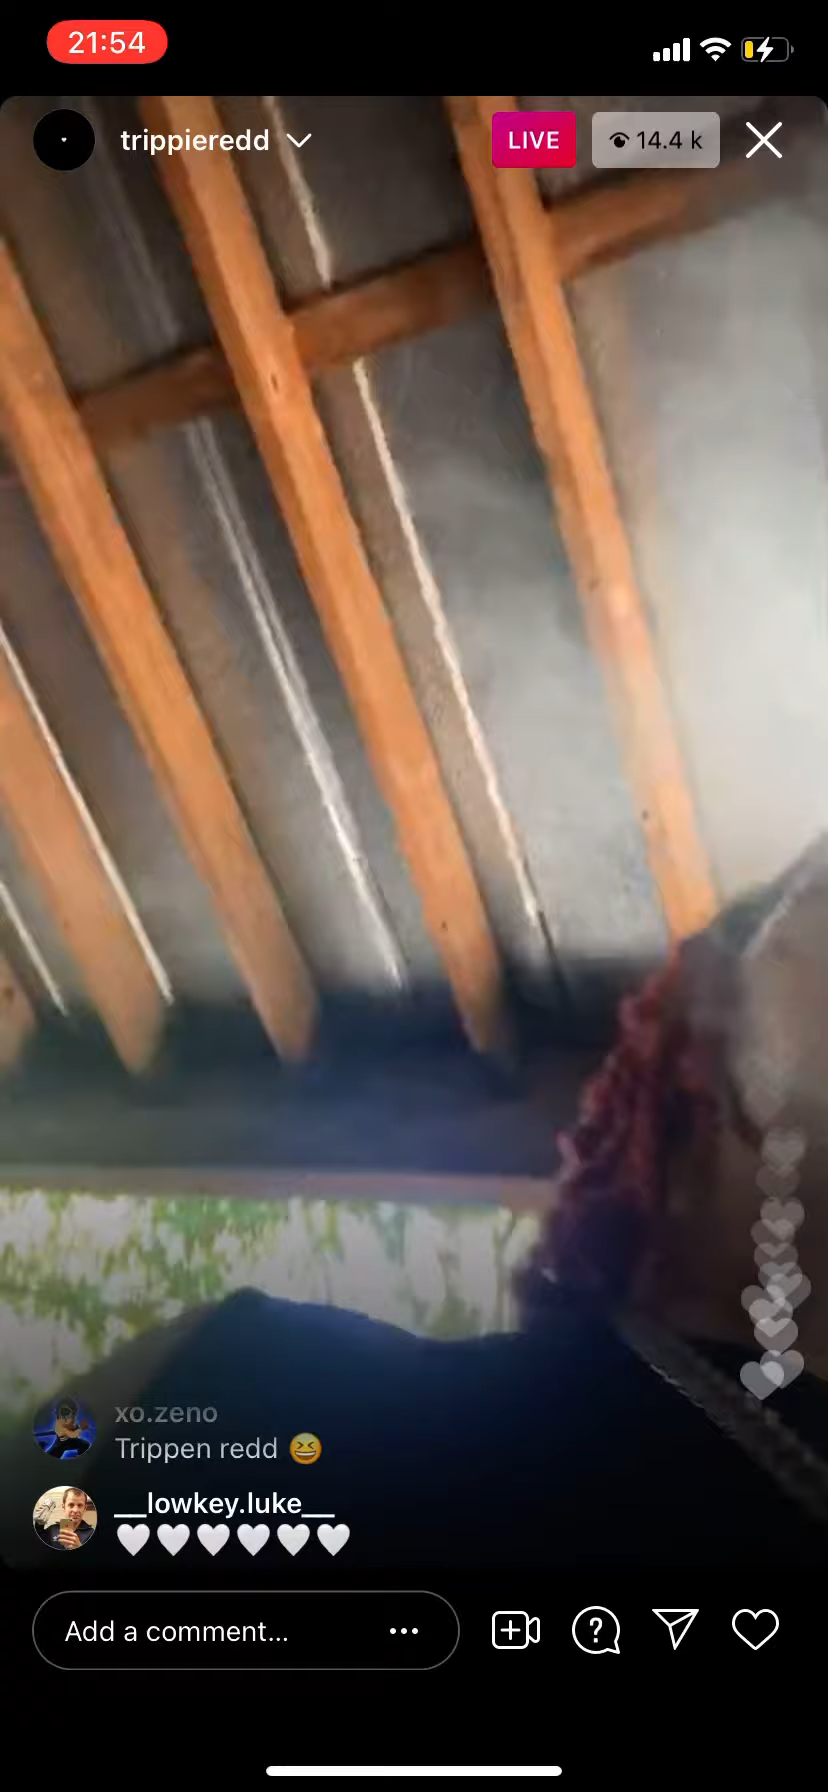 21:54
trippieredd
LIVE
14.4 k
xo.zeno
Trippen redd 😆
__lowkey.luke__
🤍🤍🤍🤍🤍🤍
Add a comment...